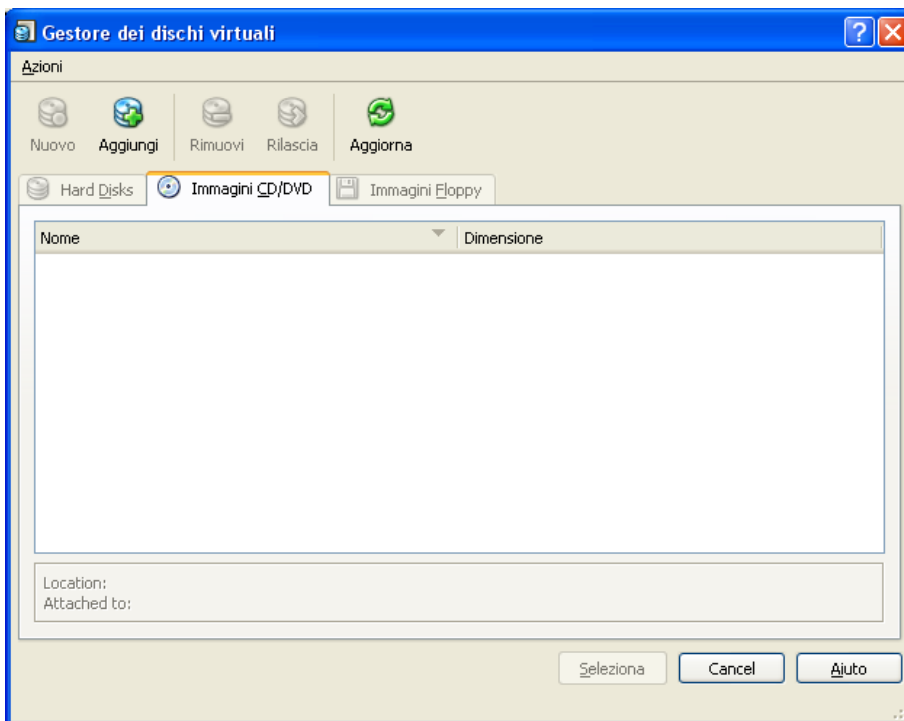 Gestore dei dischi virtuali
Azioni
Nuovo Aggiungi Rimuovi Rilascia Aggiorna
Hard Disks Immagini CD/DVD Immagini Floppy
Nome Dimensione
Location:
Attached to:
Seleziona Cancel Aiuto